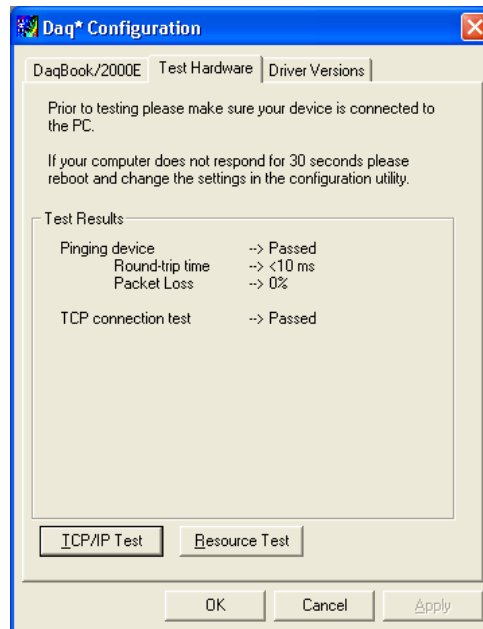 Daq* Configuration
DaqBook/2000E Test Hardware Driver Versions
Prior to testing please make sure your device is connected to
the PC.
If your computer does not respond for 30 seconds please
reboot and change the settings in the configuration utility.
Test Results
Pinging device --> Passed
Round-trip time --> <10 ms
Packet Loss --> 0%
TCP connection test --> Passed
TCP/IP Test Resource Test
OK Cancel Apply